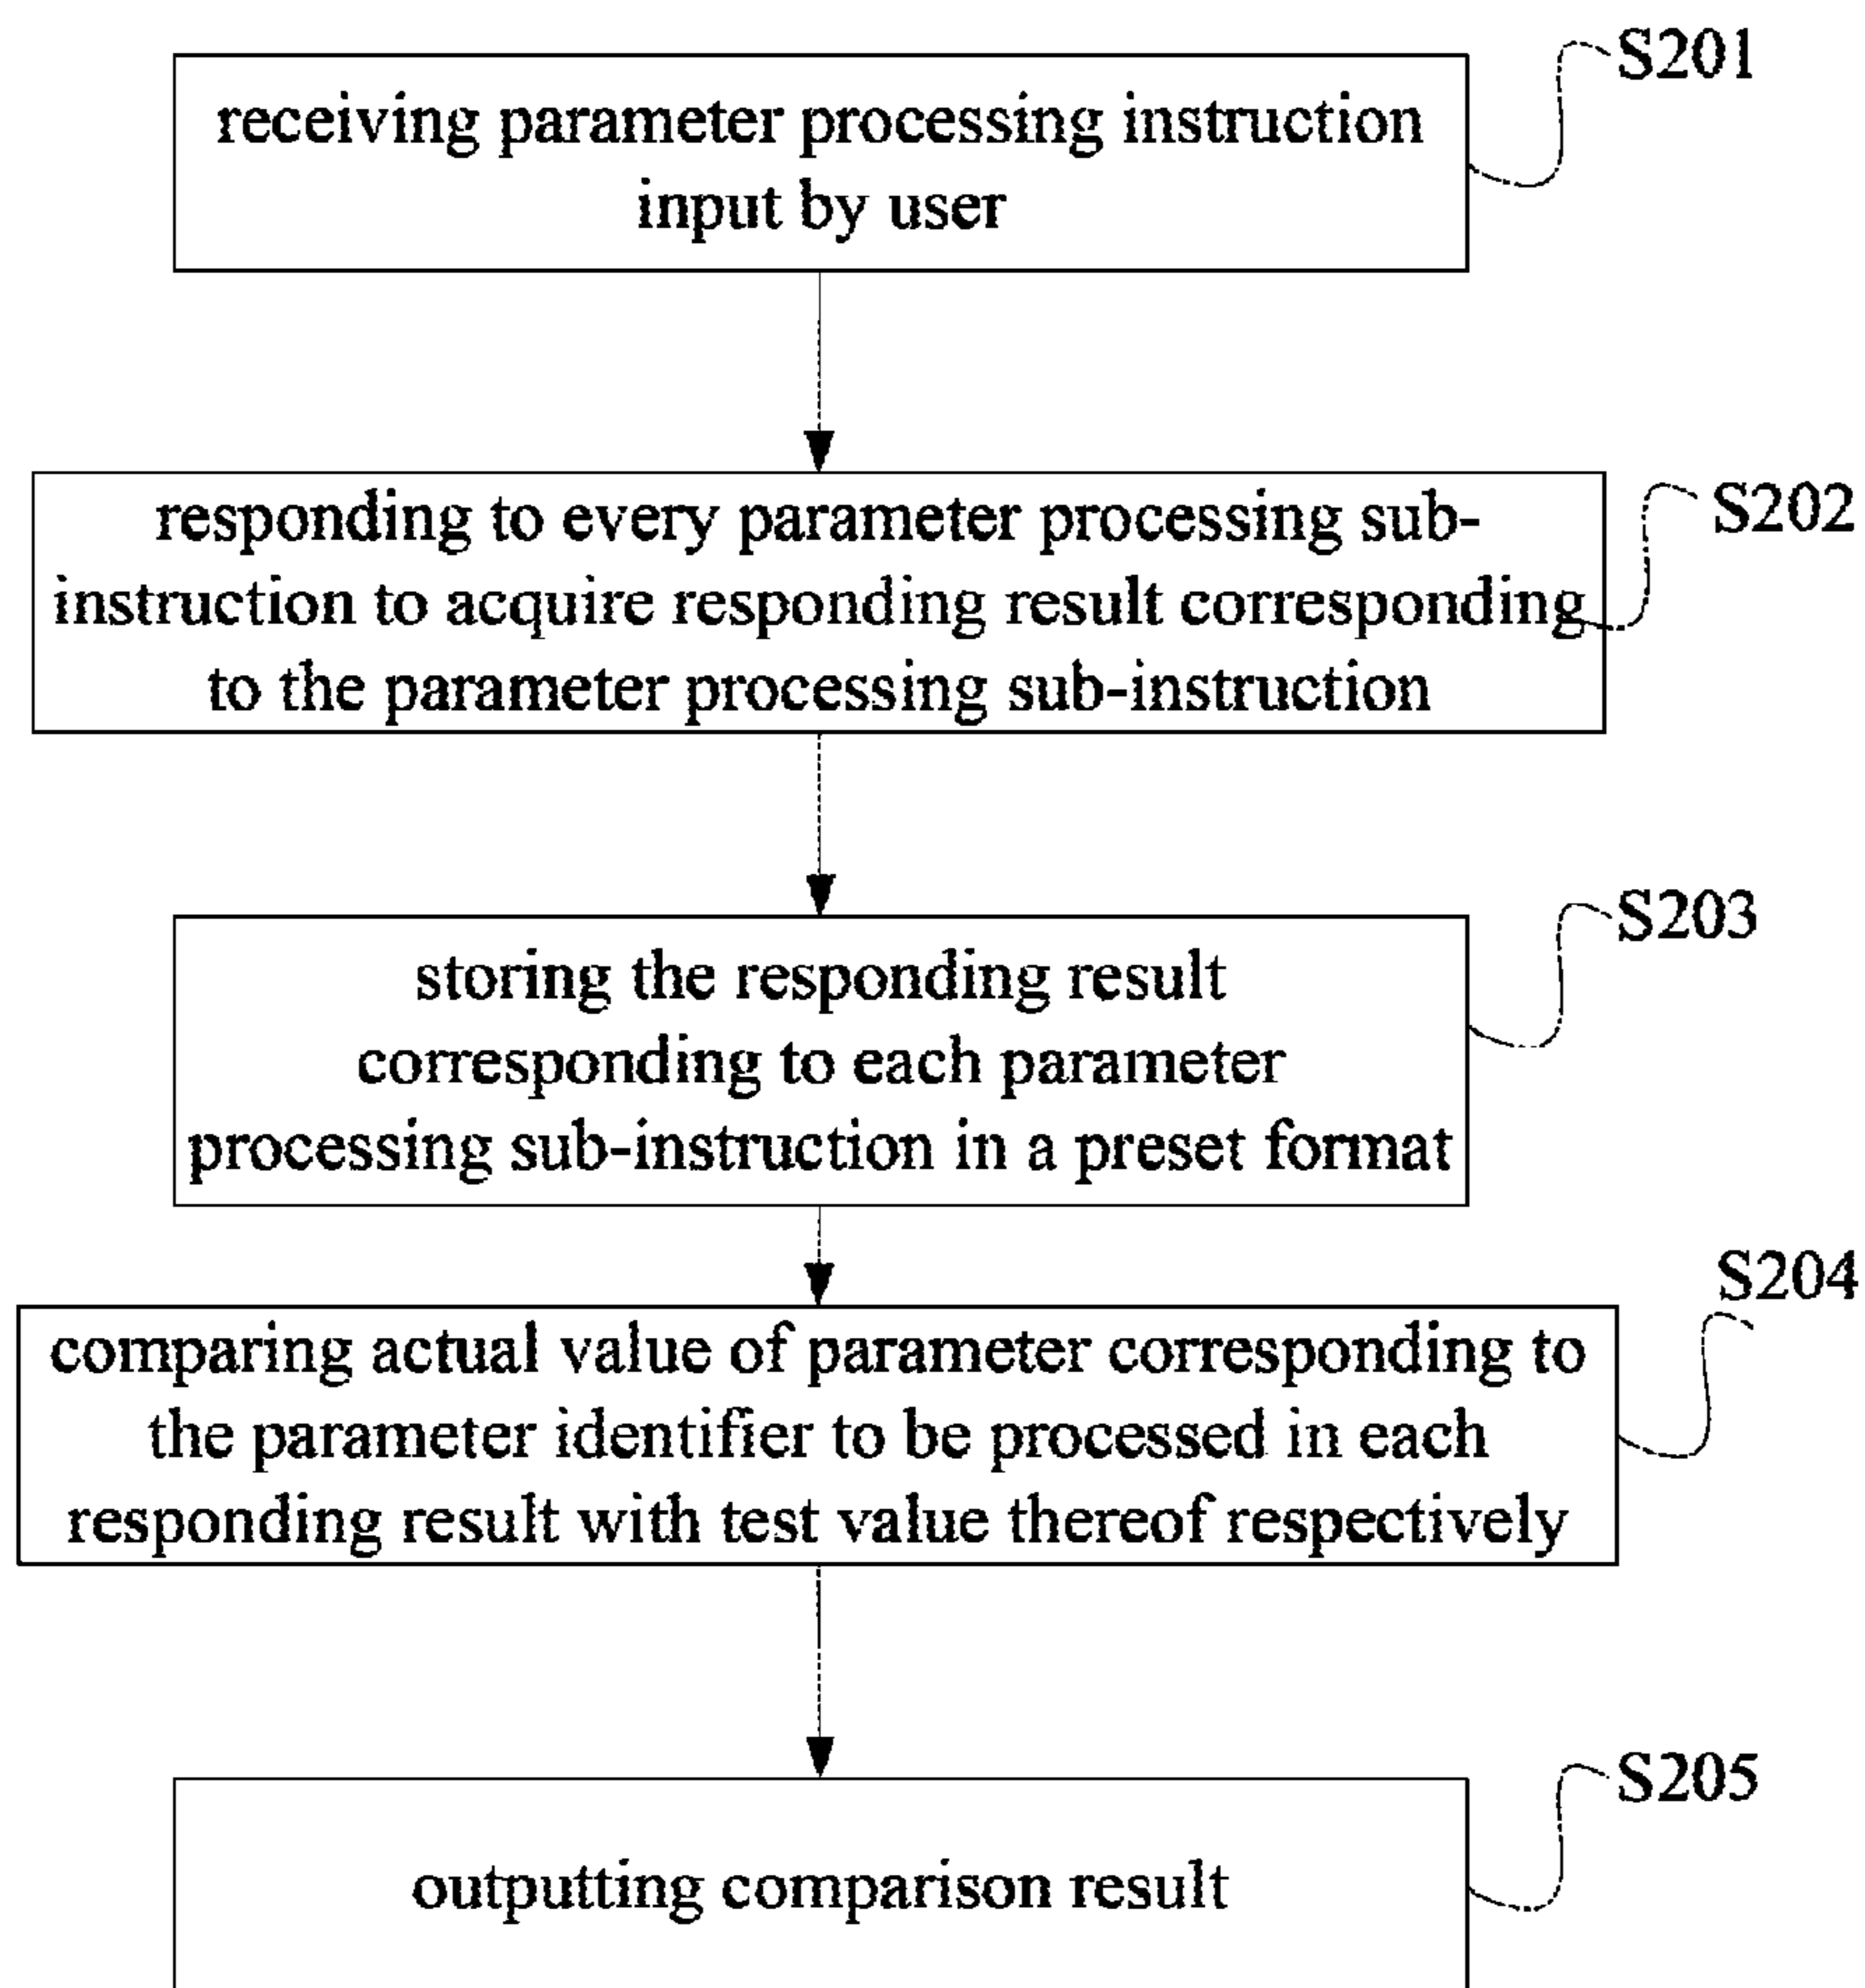 S201
receiving parameter processing instruction
input by user
S202
responding to every parameter processing sub-
instruction to acquire responding result corresponding
to the parameter processing sub-instruction
S203
storing the responding result
corresponding to each parameter
processing sub-instruction in a preset format
S204
comparing actual value of parameter corresponding to
the parameter identifier to be processed in each
responding result with test value thereof respectively
S205
outputting comparison result